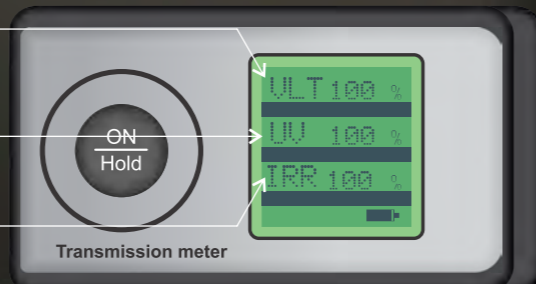 ON
Hold
VLT 100 %
UV 100 %
IRR 100 %
Transmission meter